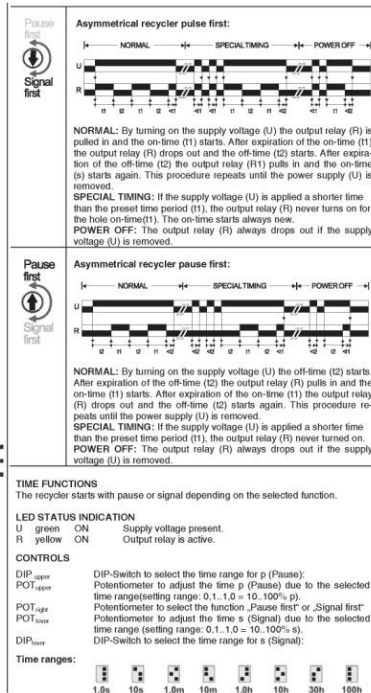 Pause
first
Signal
first
Asymmetrical recycler pulse first:
NORMAL SPECIAL TIMING POWER OFF
U
R
t1 t2 t1 t2
NORMAL: By turning on the supply voltage (U) the output relay (R) is
pulled in and the on-time (t1) starts. After expiration of the on-time (t1)
the output relay (R) drops out and the off-time (t2) starts. After expira-
tion of the off-time (t2) the output relay (R1) pulls in and the on-time
(s) starts again. This procedure repeats until the power supply (U) is
removed.
SPECIAL TIMING: If the supply voltage (U) is applied a shorter time
than the preset time period (t1), the output relay (R) never turns on for
the hole on-time(t1). The on-time starts always new.
POWER OFF: The output relay (R) always drops out if the supply
voltage (U) is removed.
Pause
first
Signal
first
Asymmetrical recycler pause first:
NORMAL SPECIAL TIMING POWER OFF
U
R
t2 t1 t2 t1
NORMAL: By turning on the supply voltage (U) the off-time (t2) starts.
After expiration of the off-time (t2) the output relay (R) pulls in and the
on-time (t1) starts. After expiration of the on-time (t1) the output relay
(R) drops out and the off-time (t2) starts again. This procedure re-
peats until the power supply (U) is removed.
SPECIAL TIMING: If the supply voltage (U) is applied a shorter time
than the preset time period (t1), the output relay (R) never turned on.
POWER OFF: The output relay (R) always drops out if the supply
voltage (U) is removed.
TIME FUNCTIONS
The recycler starts with pause or signal depending on the selected function.
LED STATUS INDICATION
U green ON Supply voltage present.
R yellow ON Output relay is active.
CONTROLS
DIP upper DIP-Switch to select the time range for p (Pause):
POT upper Potentiometer to adjust the time p (Pause) due to the selected
time range(setting range: 0,1..1,0 = 10..100% p).
POT right Potentiometer to select the function „Pause first" or „Signal first"
POT lower Potentiometer to adjust the time s (Signal) due to the selected
time range (setting range: 0,1..1,0 = 10..100% s).
DIP lower DIP-Switch to select the time range for s (Signal):
Time ranges:
1.0s 10s 1.0m 10m 1.0h 10h 30h 100h